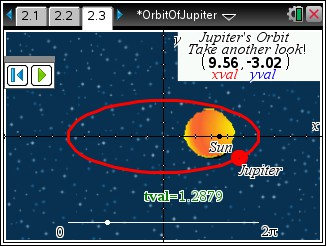 2.1 2.2 2.3 *OrbitOfJupiter
y
Jupiter's Orbit
Take another look!
(9.56,-3.02)
xval yval
x
Sun
Jupiter
tval=1.2879
0 2π